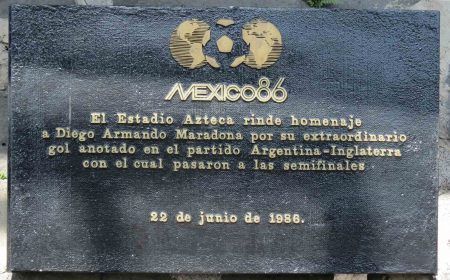 MEXICO86
El Estadio Azteca rinde homenaje
a Diego Armando Maradona por su extraordinario
gol anotado en el partido Argentina-Inglaterra
con el cual pasaron a las semifinales
22 de junio de 1986.